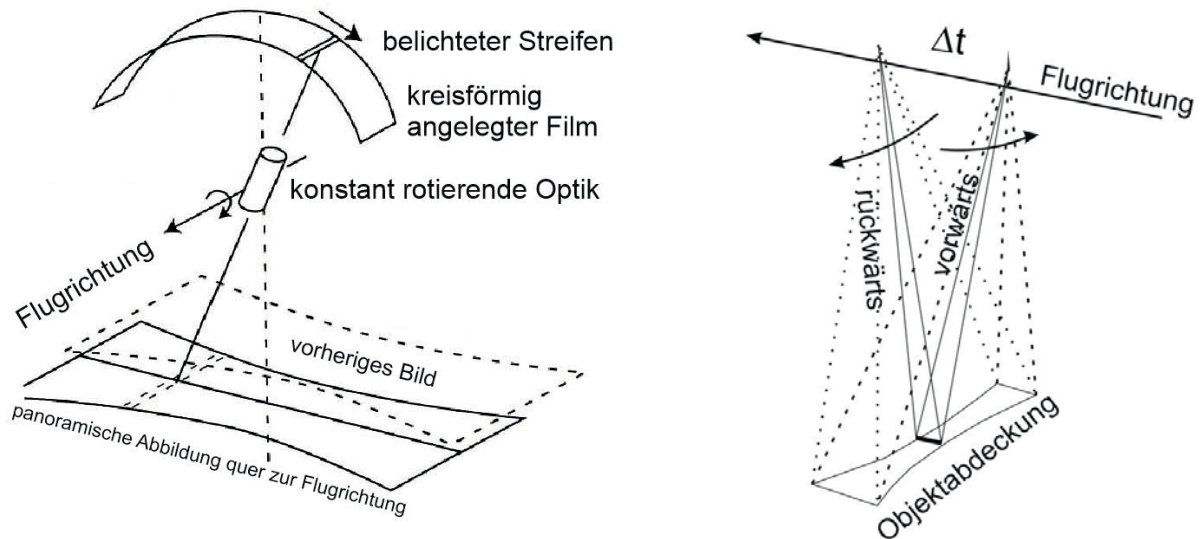 belichteter Streifen
kreisförmig
angelegter Film
konstant rotierende Optik
Flugrichtung
vorheriges Bild
panoramische Abbildung quer zur Flugrichtung
Δt
Flugrichtung
rückwärts
vorwärts
Objektabdeckung